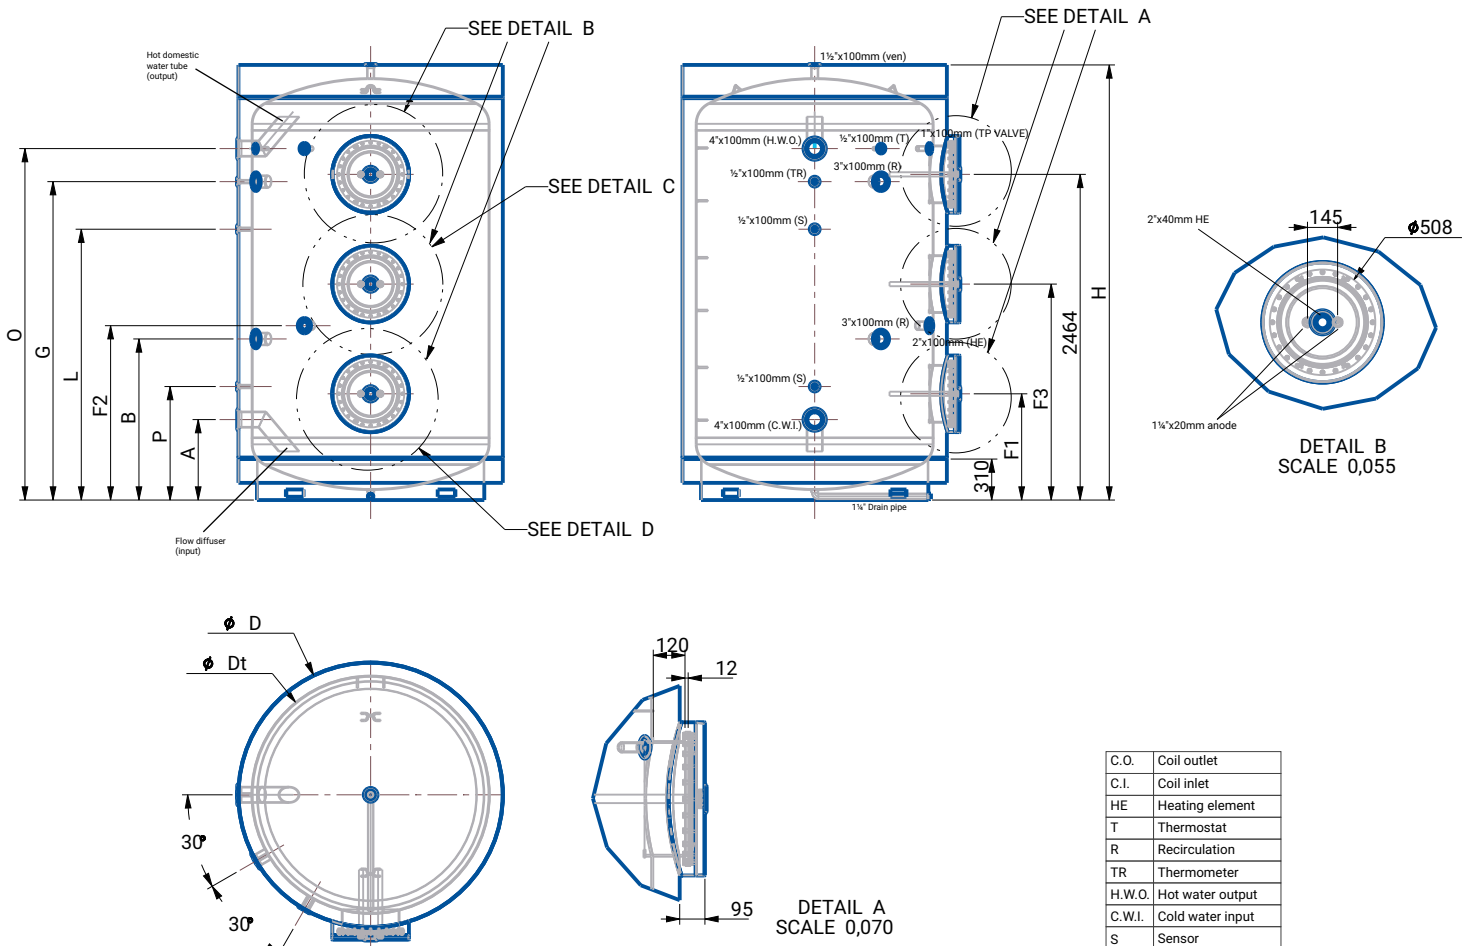 SEE DETAIL B
Hot domestic
water tube
(output)
SEE DETAIL C
O
G
L
F2
B
P
A
SEE DETAIL D
Flow diffuser
(input)
SEE DETAIL A
1½"x100mm (ven)
4"x100mm (H.W.O.)
½"x100mm (T)
1"x100mm (TP VALVE)
½"x100mm (TR)
3"x100mm (R)
½"x100mm (S)
3"x100mm (R)
2"x100mm (HE)
½"x100mm (S)
4"x100mm (C.W.I.)
1¼" Drain pipe
310
F1
F3
2464
H
2"x40mm HE
145
ϕ508
1¼"x20mm anode
DETAIL B
SCALE 0,055
ϕ D
ϕ Dt
30°
30°
120
12
95
DETAIL A
SCALE 0,070
C.O. Coil outlet
C.I. Coil inlet
HE Heating element
T Thermostat
R Recirculation
TR Thermometer
H.W.O. Hot water output
C.W.I. Cold water input
S Sensor